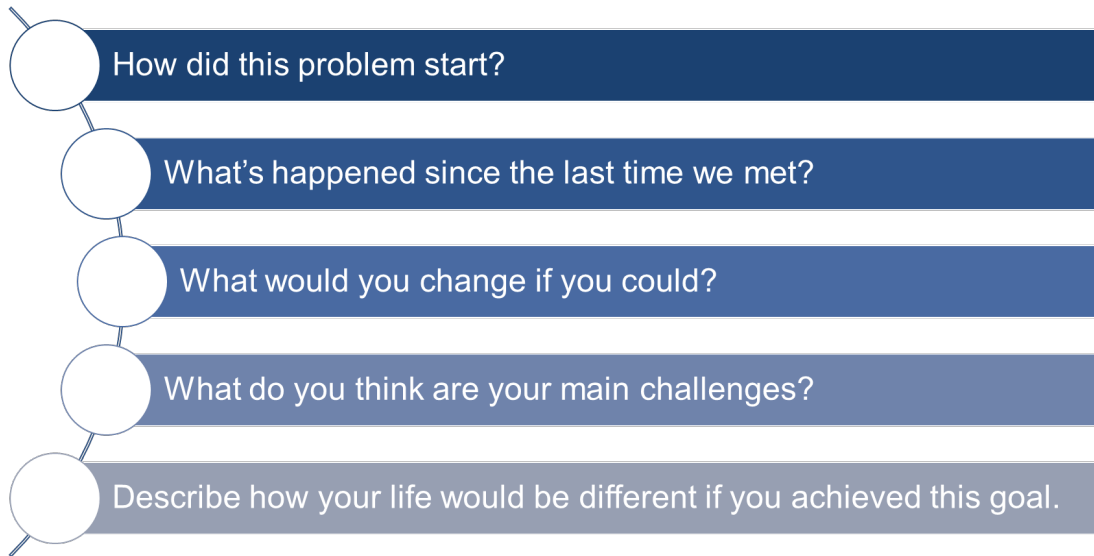 How did this problem start?
What’s happened since the last time we met?
What would you change if you could?
What do you think are your main challenges?
Describe how your life would be different if you achieved this goal.